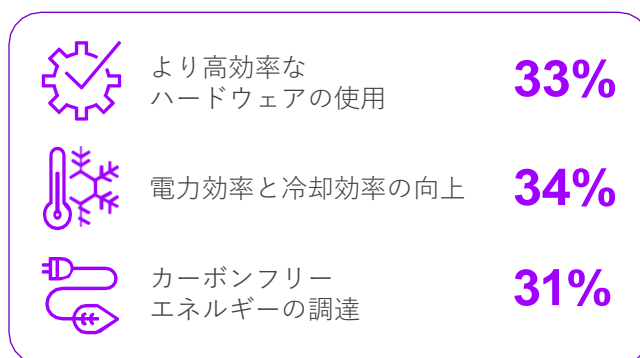 より高効率な
ハードウェアの使用
33%
電力効率と冷却効率の向上
34%
カーボンフリー
エネルギーの調達
31%